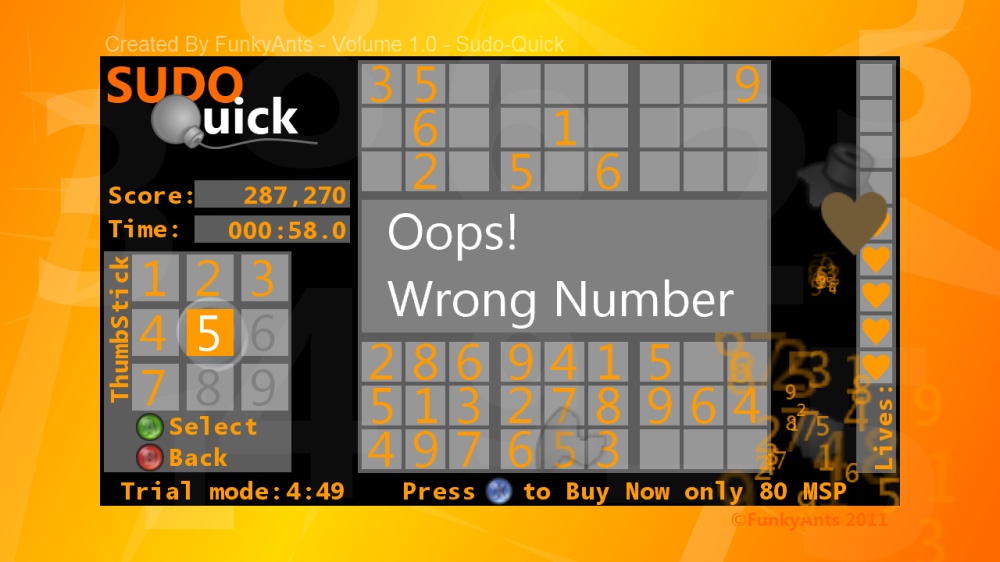 Created By FunkyAnts - Volume 1.0 - Sudo-Quick
SUDO
Quick
Score: 287,270
Time: 000:58.0
ThumbStick
1 2 3
4 5 6
7 8 9
Select
Back
3 5 9
6 1
2 5 6
Oops!
Wrong Number
2 8 6 9 4 1 5
5 1 3 2 7 8 9 6 4
4 9 7 6 5 3
Lives:
Trial mode:4:49
Press to Buy Now only 80 MSP
©FunkyAnts 2011